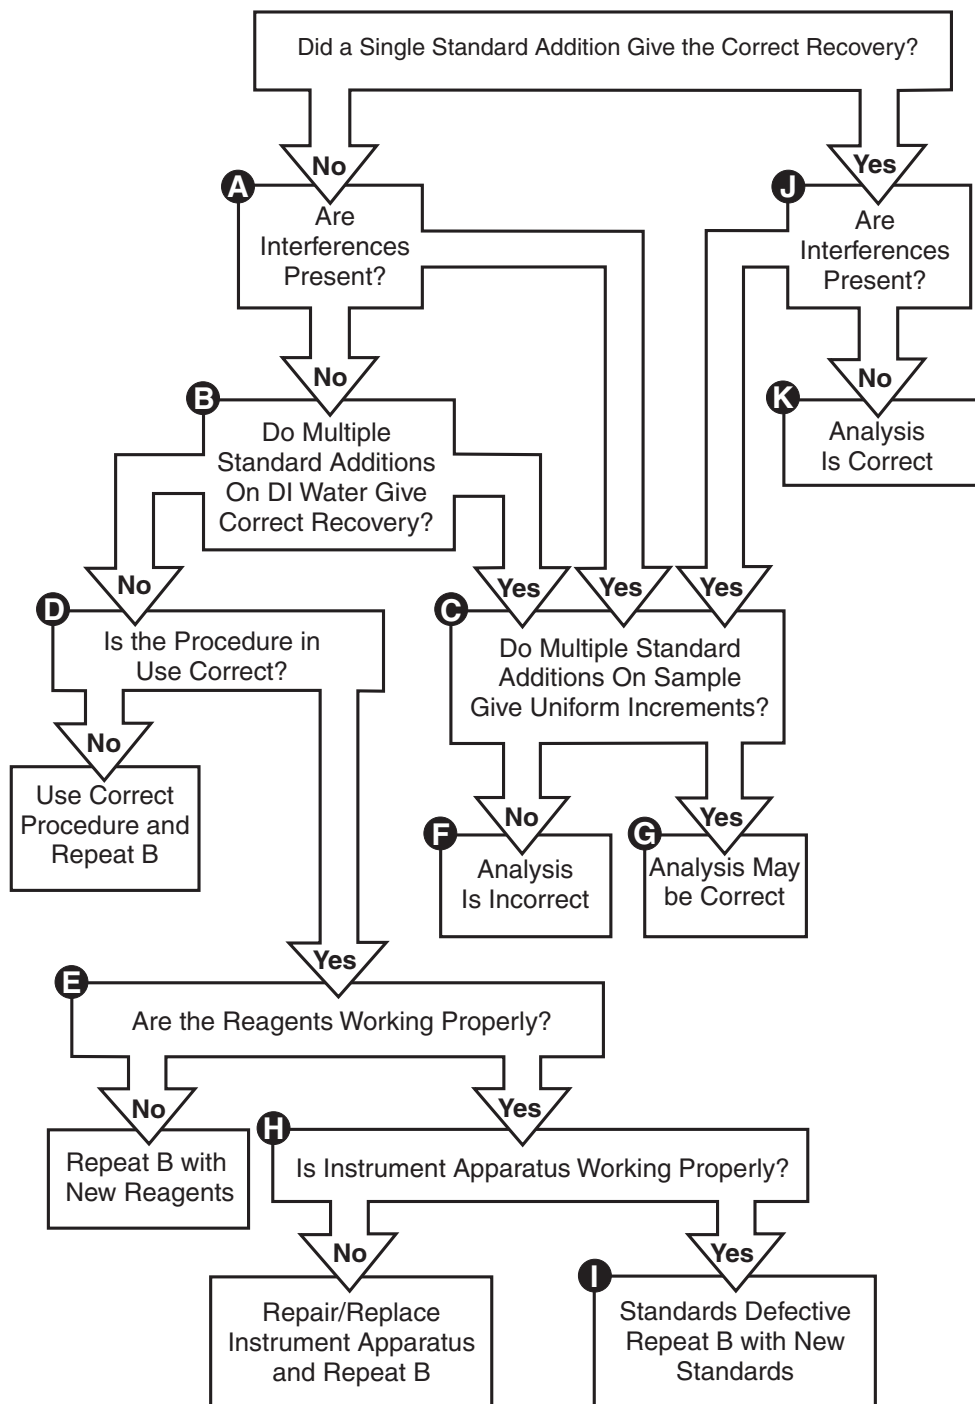 Did a Single Standard Addition Give the Correct Recovery?
No
Yes
A
Are
Interferences
Present?
J
Are
Interferences
Present?
No
No
B
Do Multiple
Standard Additions
On DI Water Give
Correct Recovery?
K
Analysis
Is Correct
No
Yes
Yes
Yes
D
Is the Procedure in
Use Correct?
C
Do Multiple Standard
Additions On Sample
Give Uniform Increments?
No
Use Correct
Procedure and
Repeat B
No
Yes
F
Analysis
Is Incorrect
G
Analysis May
be Correct
Yes
E
Are the Reagents Working Properly?
No
Yes
Repeat B with
New Reagents
H
Is Instrument Apparatus Working Properly?
No
Yes
Repair/Replace
Instrument Apparatus
and Repeat B
I
Standards Defective
Repeat B with New
Standards